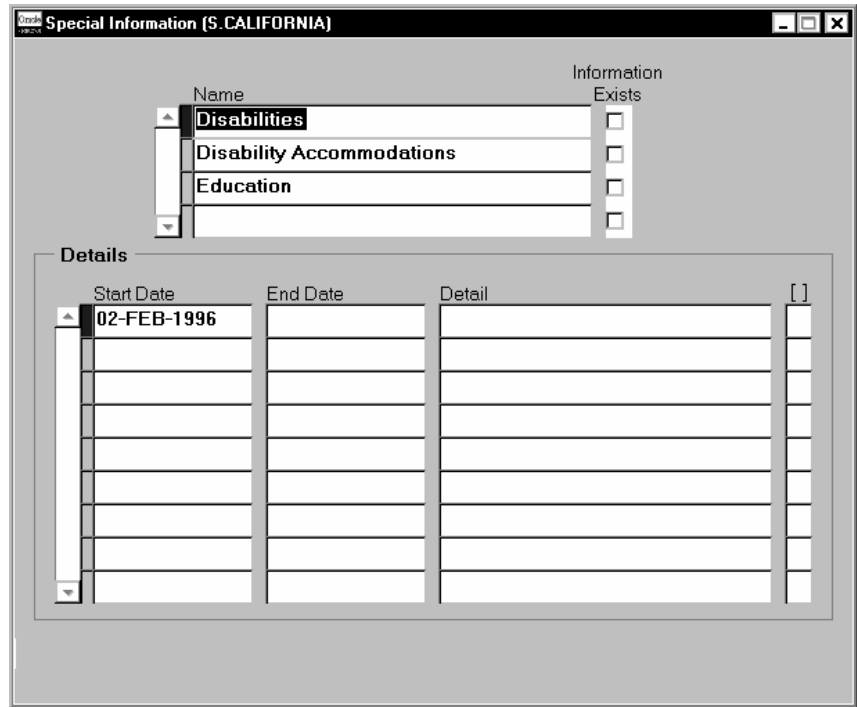 Oracle
Special Information (S.CALIFORNIA)
Information
Name Exists
Disabilities
Disability Accommodations
Education
Details
Start Date End Date Detail [ ]
02-FEB-1996